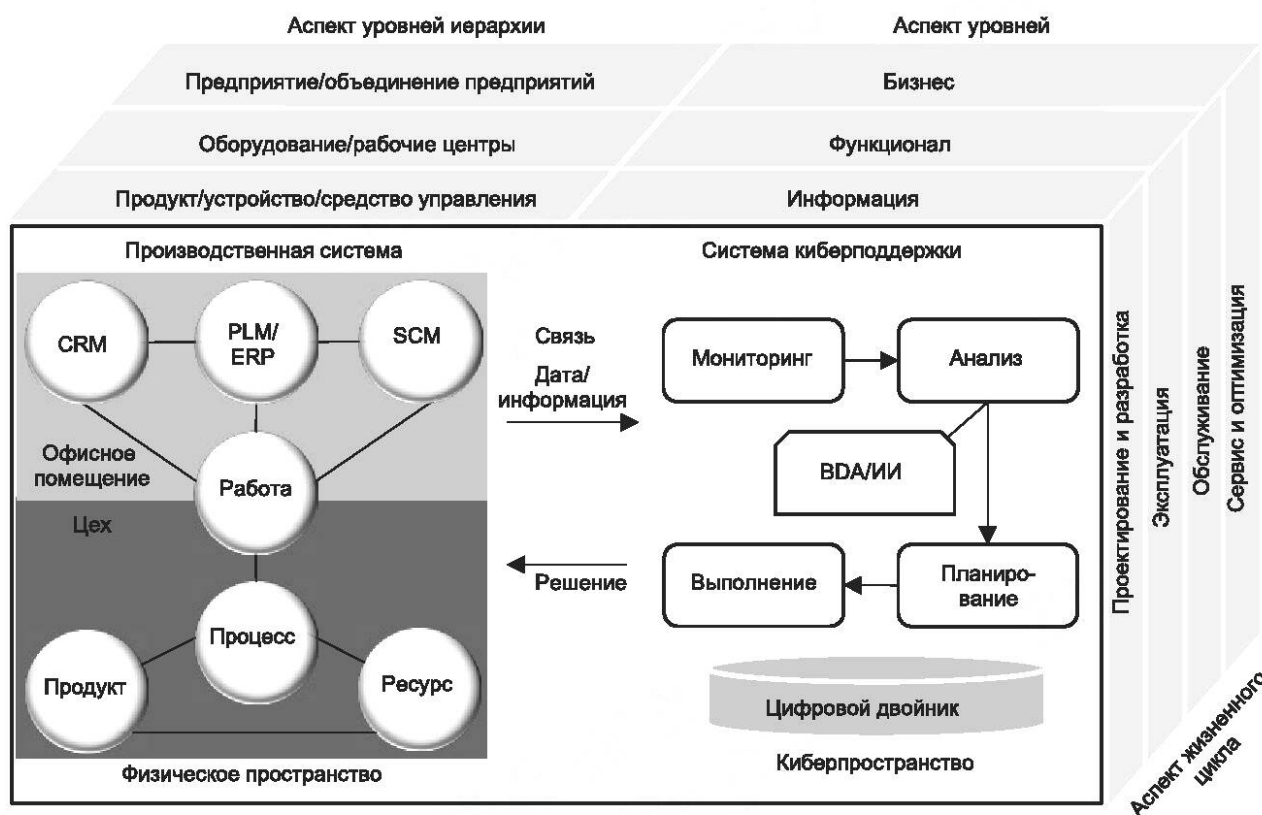 Аспект уровней иерархии
Аспект уровней
Предприятие/объединение предприятий
Бизнес
Оборудование/рабочие центры
Функционал
Продукт/устройство/средство управления
Информация
Производственная система
Система киберподдержки
CRM
PLM/
ERP
SCM
Связь
Дата/
информация
Мониторинг
Анализ
BDA/ИИ
Офисное
помещение
Работа
Цех
Решение
Выполнение
Планиро-
вание
Процесс
Продукт
Ресурс
Цифровой двойник
Физическое пространство
Киберпространство
Проектирование и разработка
Эксплуатация
Обслуживание
Сервис и оптимизация
Аспект жизненного
цикла